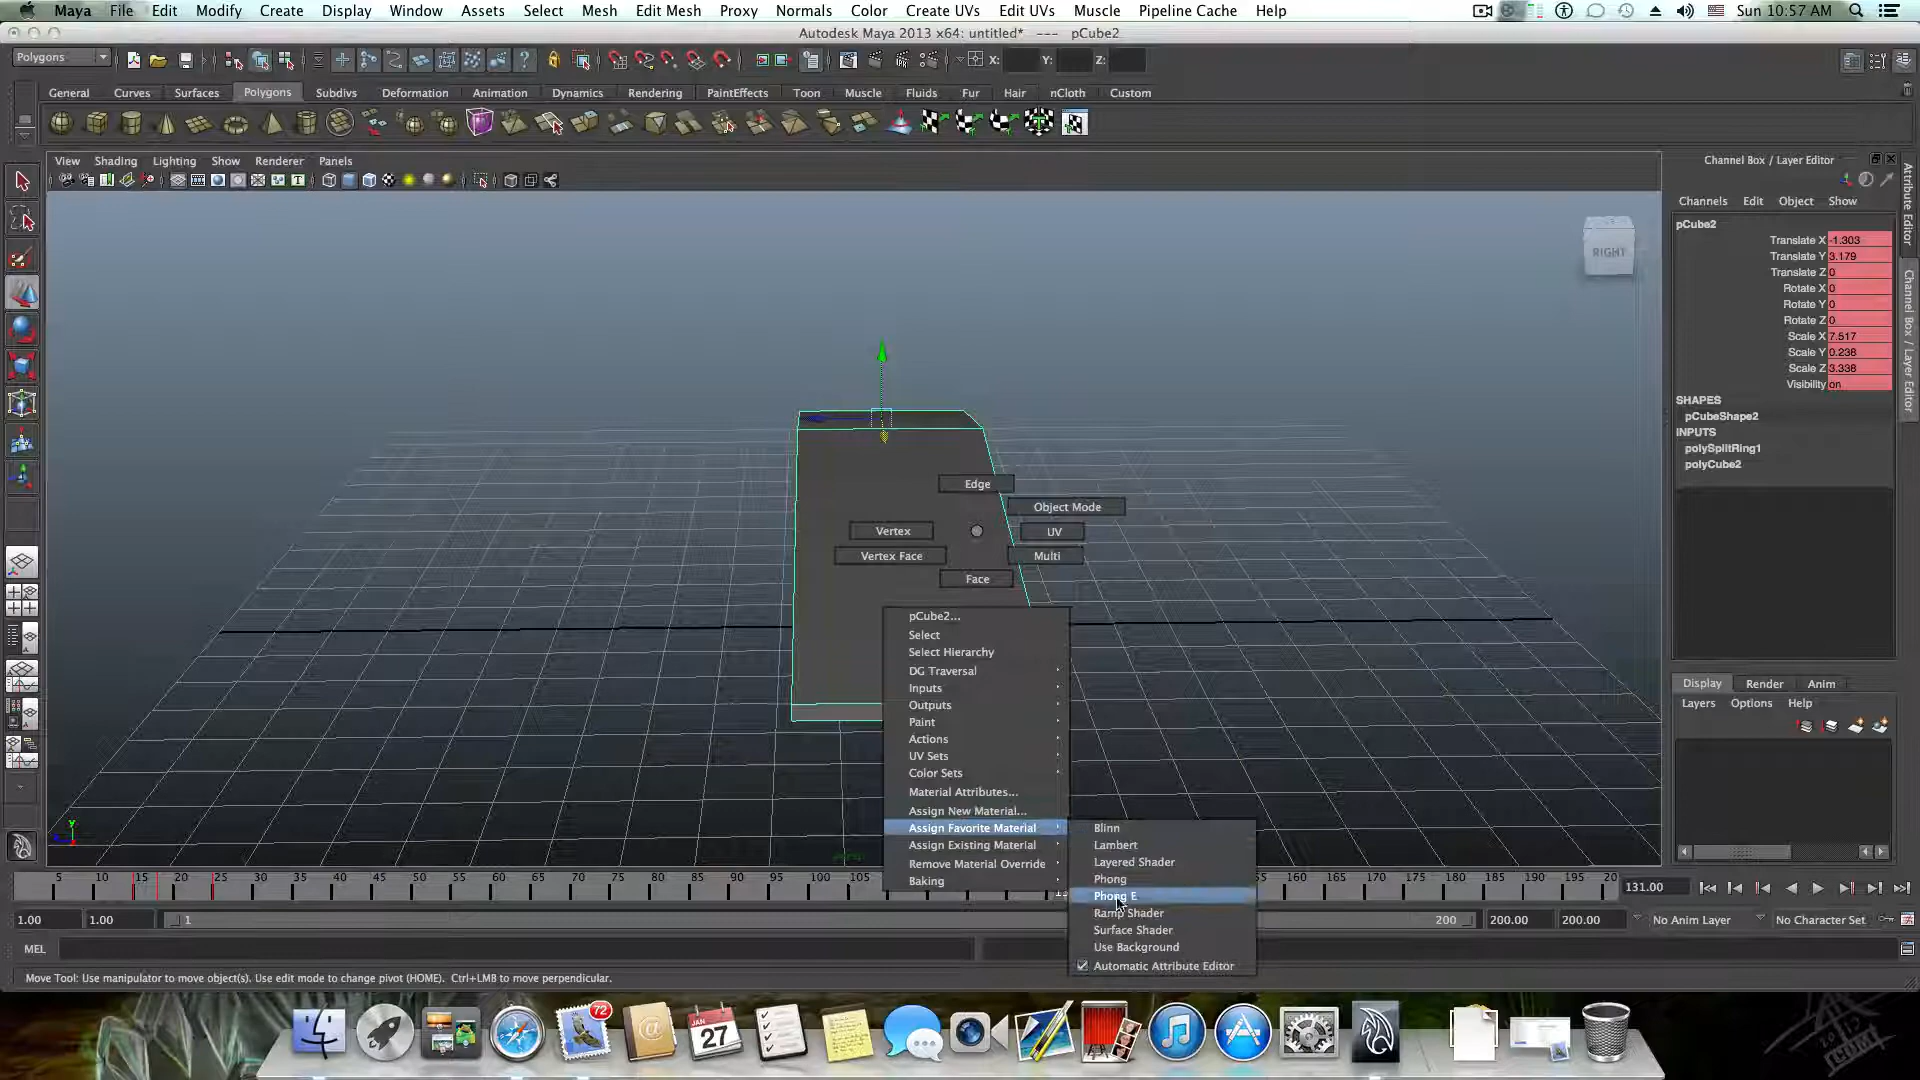 Maya File Edit Modify Create Display Window Assets Select Mesh Edit Mesh Proxy Normals Color Create UVs Edit UVs Muscle Pipeline Cache Help Sun 10:57 AM
Autodesk Maya 2013 x64: untitled* --- pCube2
Polygons X: Y: Z:
General Curves Surfaces Polygons Subdivs Deformation Animation Dynamics Rendering PaintEffects Toon Muscle Fluids Fur Hair nCloth Custom
View Shading Lighting Show Renderer Panels
Channel Box / Layer Editor
Channels Edit Object Show
pCube2
Translate X -1.303
Translate Y 3.179
Translate Z 0
Rotate X 0
Rotate Y 0
Rotate Z 0
Scale X 7.517
Scale Y 0.238
Scale Z 3.338
Visibility on
SHAPES
pCubeShape2
INPUTS
polySplitRing1
polyCube2
Attribute Editor
Channel Box / Layer Editor
RIGHT
Edge
Object Mode
Vertex
UV
Vertex Face
Multi
Face
pCube2...
Select
Select Hierarchy
DG Traversal
Inputs
Outputs
Paint
Actions
UV Sets
Color Sets
Material Attributes...
Assign New Material...
Assign Favorite Material
Assign Existing Material
Remove Material Override
Baking
Blinn
Lambert
Layered Shader
Phong
Phong E
Ramp Shader
Surface Shader
Use Background
Automatic Attribute Editor
Display Render Anim
Layers Options Help
y
5 10 15 20 25 30 35 40 45 50 55 60 65 70 75 80 85 90 95 100 105 110 155 160 165 170 175 180 185 190 195 20
131.00
1.00 1.00 1 200 200.00 200.00 No Anim Layer No Character Set
MEL
Move Tool: Use manipulator to move object(s). Use edit mode to change pivot (HOME). Ctrl+LMB to move perpendicular.
72
JAN
27